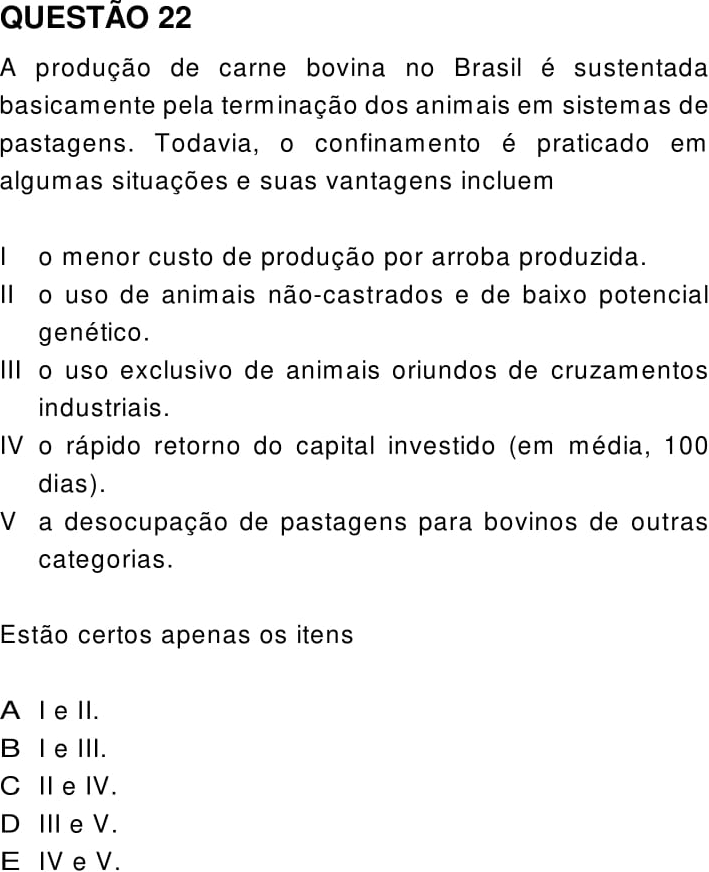 QUESTÃO 22
A produção de carne bovina no Brasil é sustentada
basicamente pela terminação dos animais em sistemas de
pastagens. Todavia, o confinamento é praticado em
algumas situações e suas vantagens incluem
I o menor custo de produção por arroba produzida.
II o uso de animais não-castrados e de baixo potencial
genético.
III o uso exclusivo de animais oriundos de cruzamentos
industriais.
IV o rápido retorno do capital investido (em média, 100
dias).
V a desocupação de pastagens para bovinos de outras
categorias.
Estão certos apenas os itens
A I e II.
B I e III.
C II e IV.
D III e V.
E IV e V.